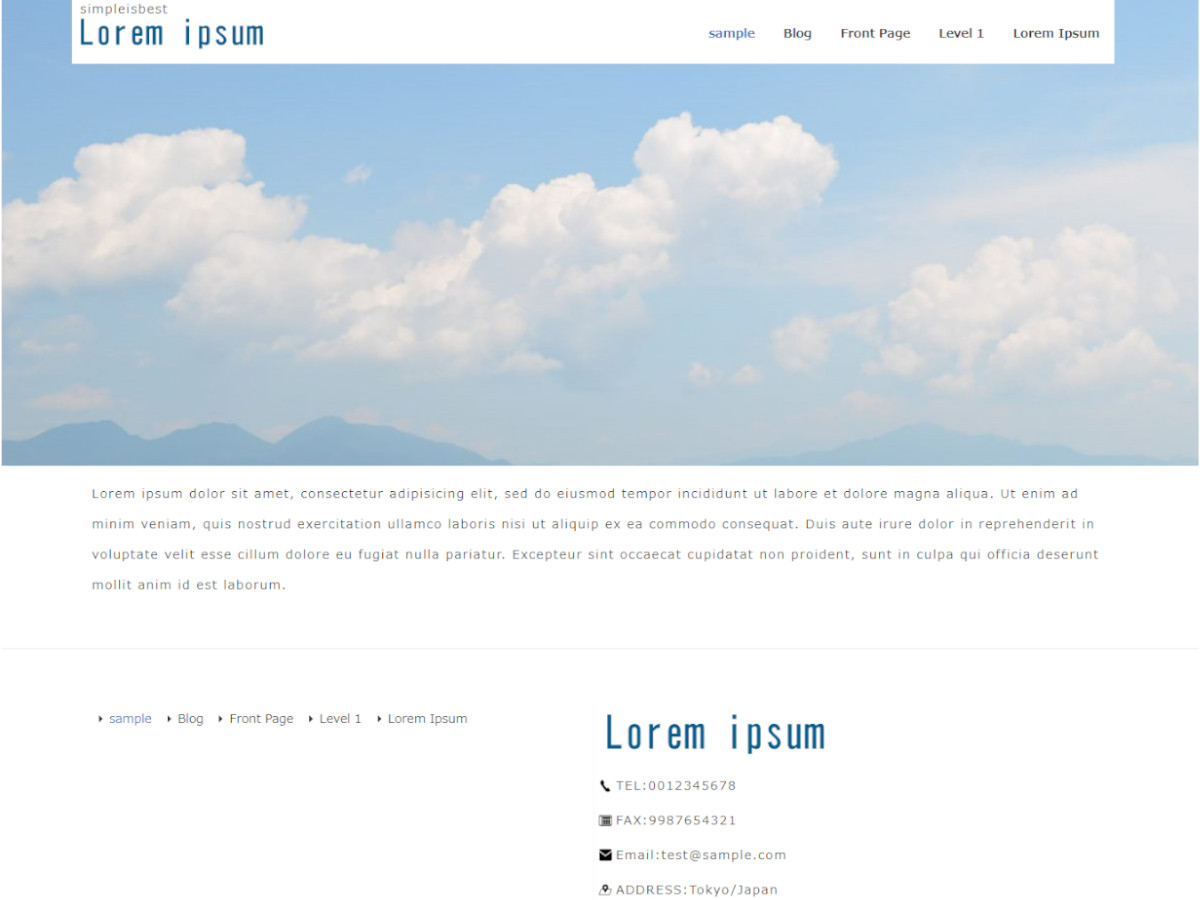 simpleisbest
Lorem ipsum
sample Blog Front Page Level 1 Lorem Ipsum
Lorem ipsum dolor sit amet, consectetur adipisicing elit, sed do eiusmod tempor incididunt ut labore et dolore magna aliqua. Ut enim ad
minim veniam, quis nostrud exercitation ullamco laboris nisi ut aliquip ex ea commodo consequat. Duis aute irure dolor in reprehenderit in
voluptate velit esse cillum dolore eu fugiat nulla pariatur. Excepteur sint occaecat cupidatat non proident, sunt in culpa qui officia deserunt
mollit anim id est laborum.
sample Blog Front Page Level 1 Lorem Ipsum
Lorem ipsum
TEL:0012345678
FAX:9987654321
Email:test@sample.com
ADDRESS:Tokyo/Japan